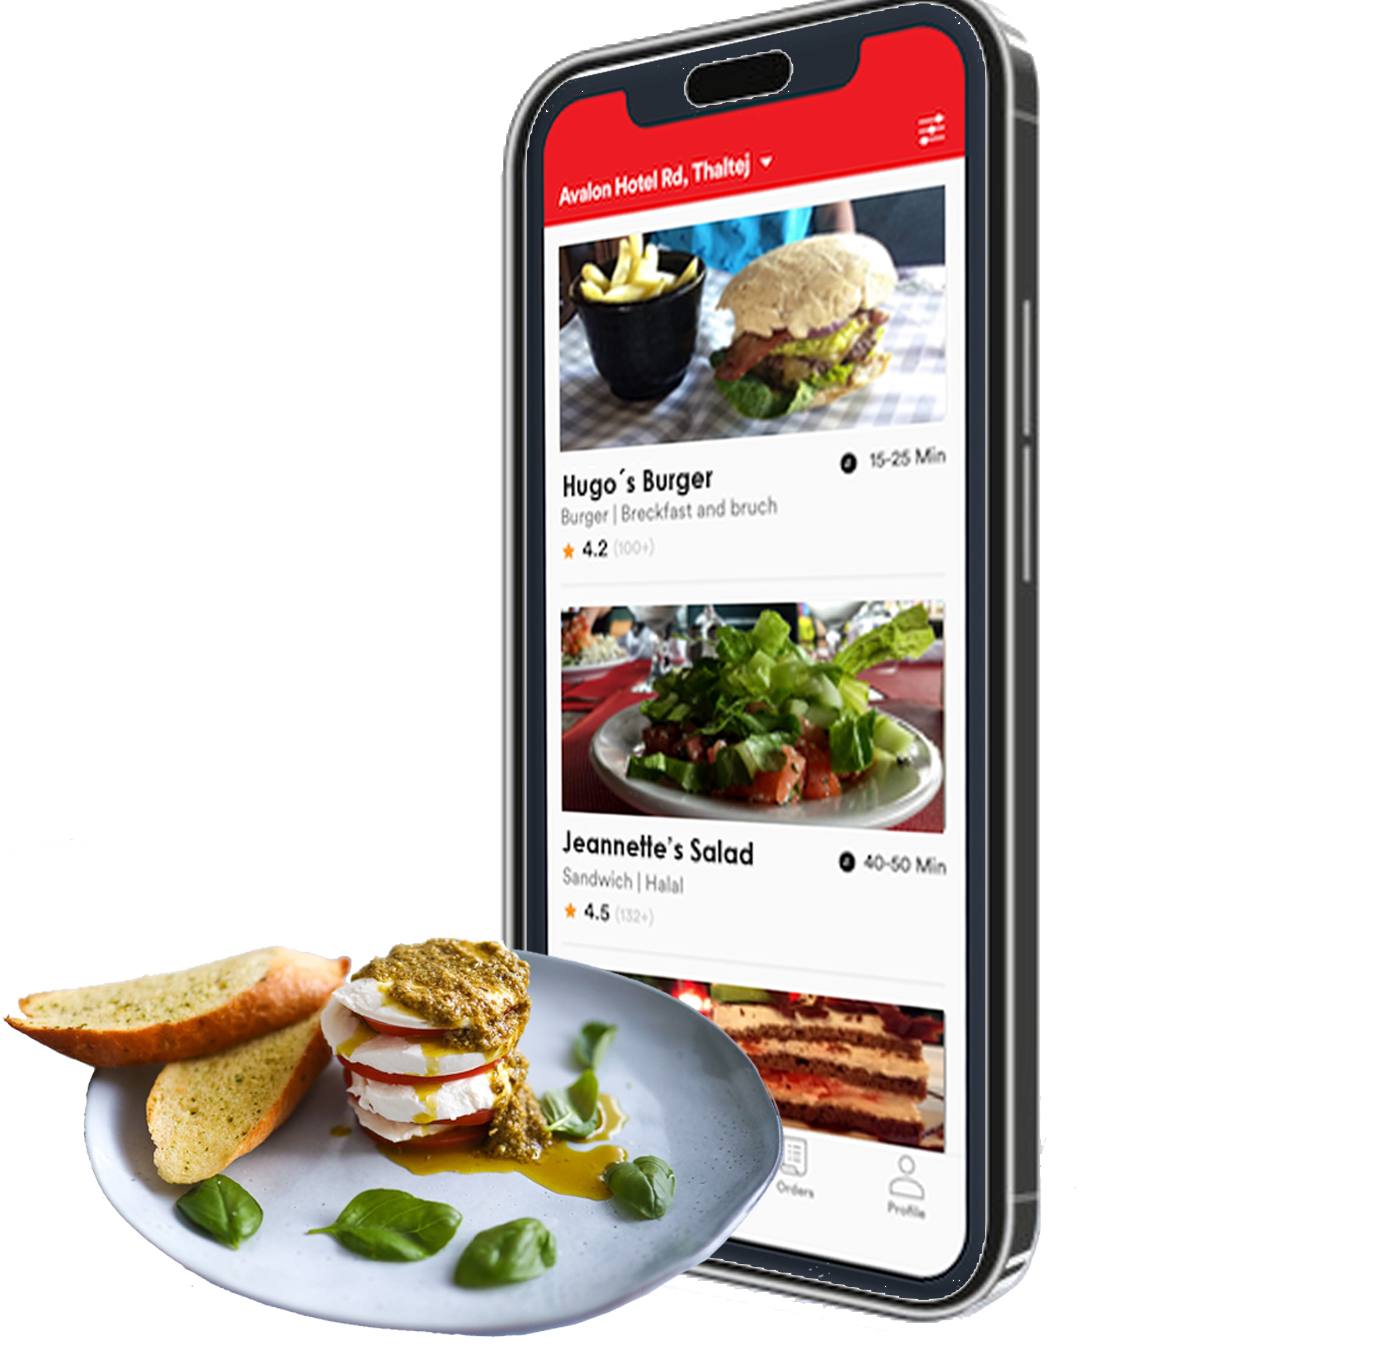 Avalon Hotel Rd, Thaltej
Hugo´s Burger
15-25 Min
Burger | Breckfast and bruch
4.2 (100+)
Jeannette's Salad
40-50 Min
Sandwich | Halal
4.5 (132+)
Orders
Profile